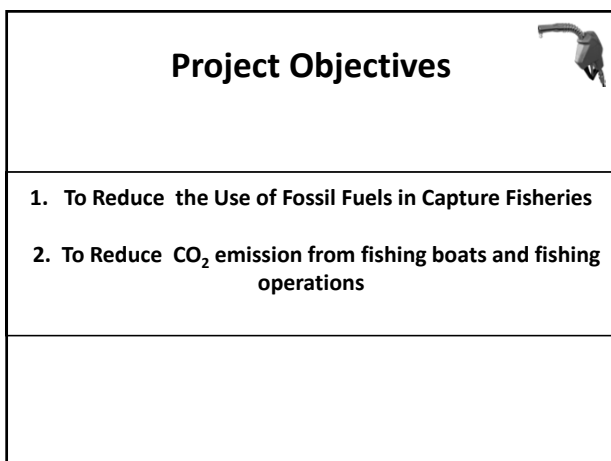 Project Objectives
1. To Reduce the Use of Fossil Fuels in Capture Fisheries
2. To Reduce CO₂ emission from fishing boats and fishing
operations